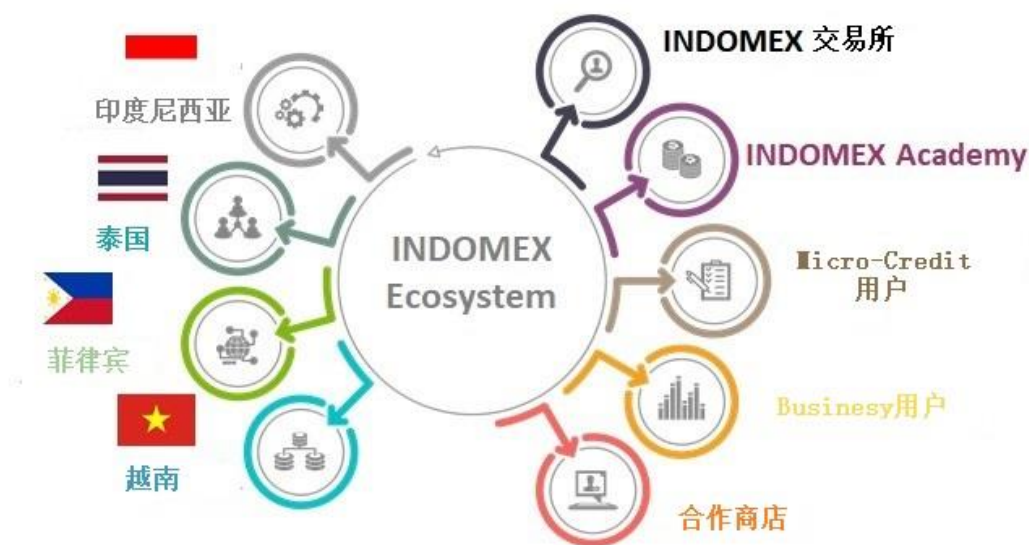 INDOMEX 交易所
印度尼西亚
INDOMEX Academy
泰国
INDOMEX
Ecosystem
Micro-Credit
用户
菲律宾
Businesy用户
越南
合作商店